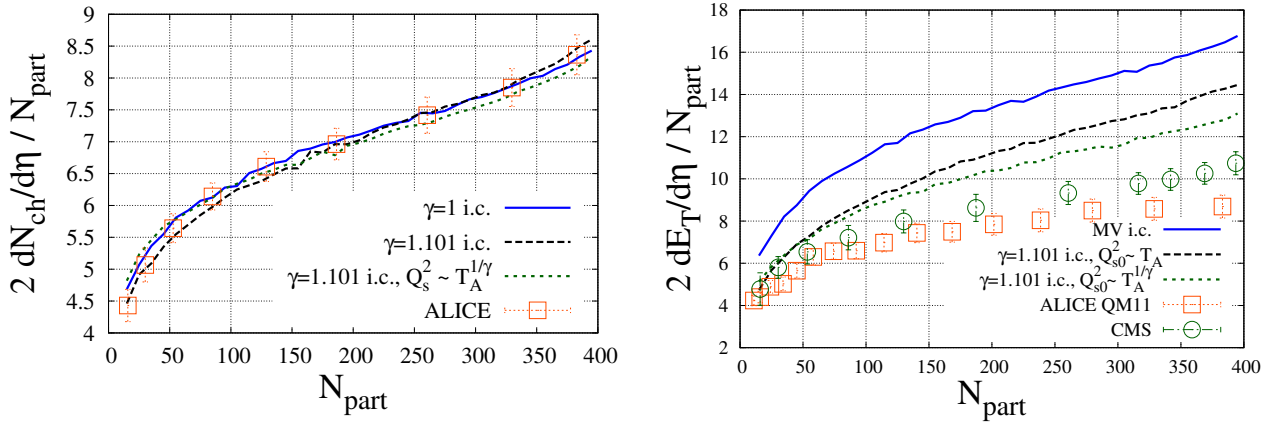 2 dN_ch/dη / N_part
9
8.5
8
7.5
7
6.5
6
5.5
5
4.5
4
0 50 100 150 200 250 300 350 400
N_part
γ=1 i.c.
γ=1.101 i.c.
γ=1.101 i.c., Q_s^2 ~ T_A^{1/γ}
ALICE
2 dE_T/dη / N_part
18
16
14
12
10
8
6
4
2
0 50 100 150 200 250 300 350 400
N_part
MV i.c.
γ=1.101 i.c., Q_{s0}^2~ T_A
γ=1.101 i.c., Q_{s0}^2~ T_A^{1/γ}
ALICE QM11
CMS